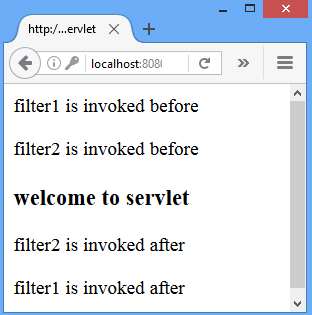 http:/...ervlet
localhost:8080
filter1 is invoked before
filter2 is invoked before
welcome to servlet
filter2 is invoked after
filter1 is invoked after